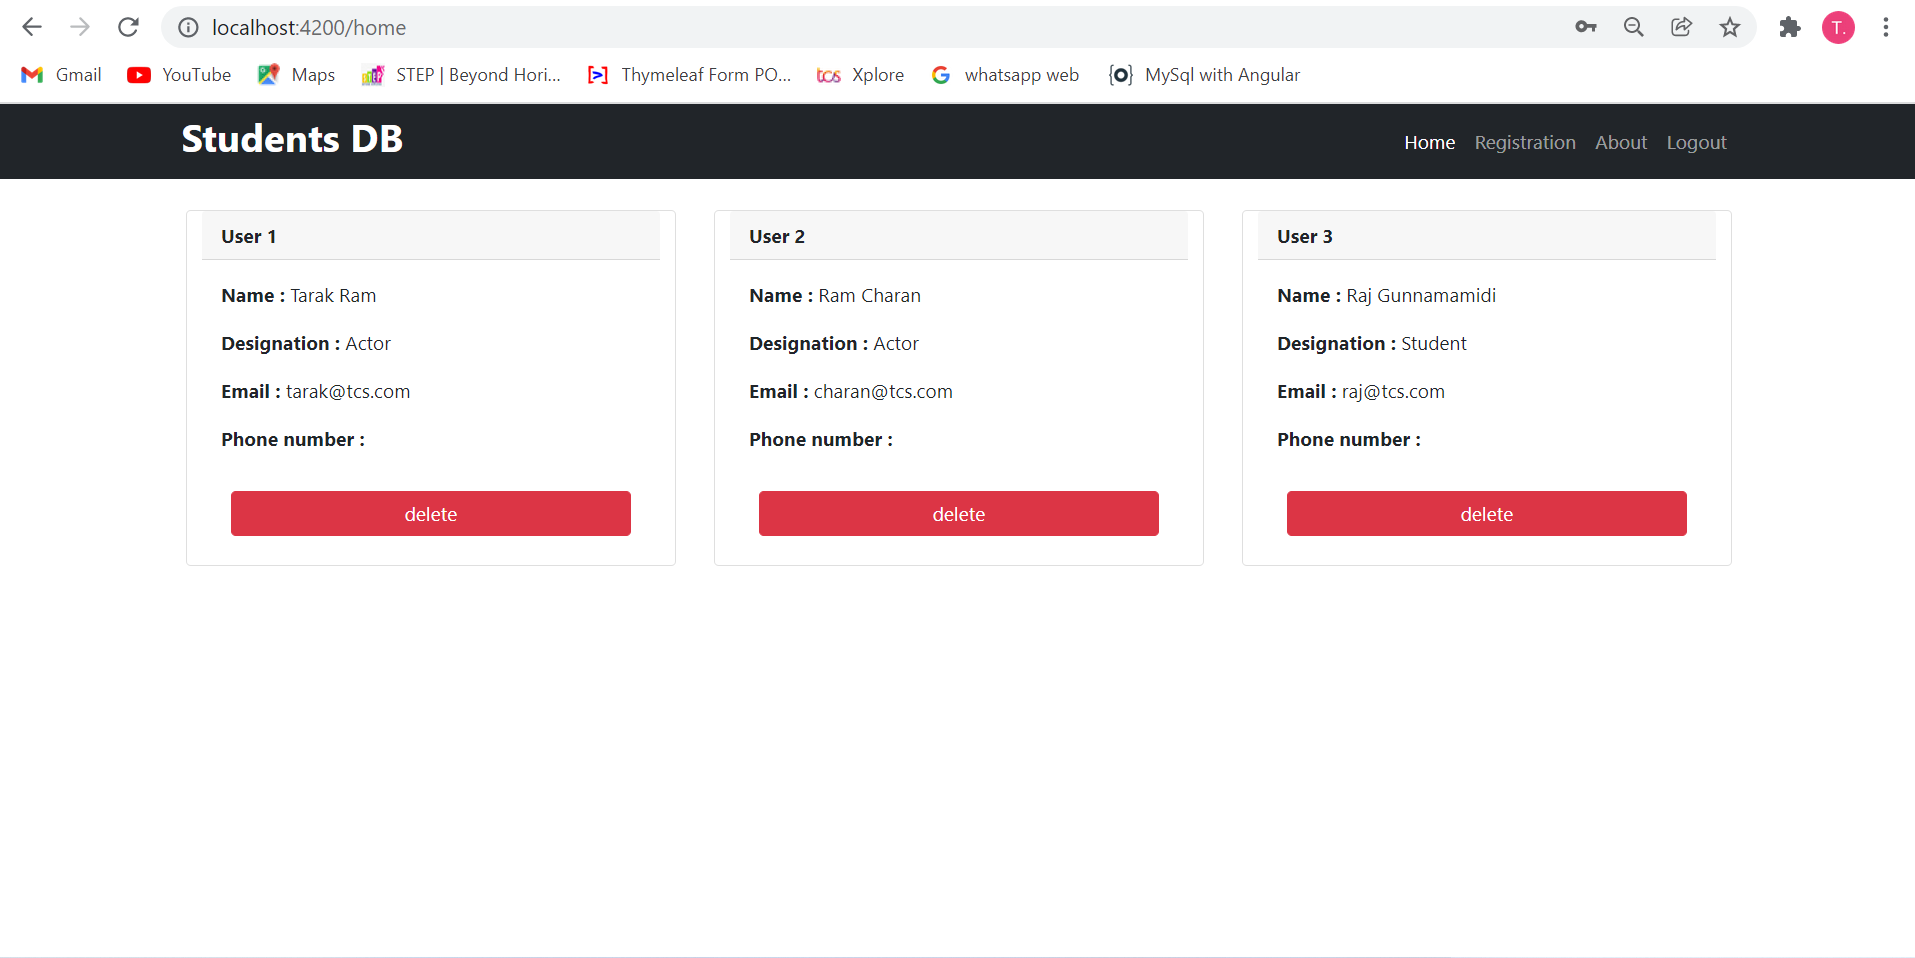 localhost:4200/home
T.
Gmail YouTube Maps STEP | Beyond Hori... Thymeleaf Form PO... tcs Xplore whatsapp web MySql with Angular
Students DB
Home Registration About Logout
User 1
Name : Tarak Ram
Designation : Actor
Email : tarak@tcs.com
Phone number :
delete
User 2
Name : Ram Charan
Designation : Actor
Email : charan@tcs.com
Phone number :
delete
User 3
Name : Raj Gunnamamidi
Designation : Student
Email : raj@tcs.com
Phone number :
delete